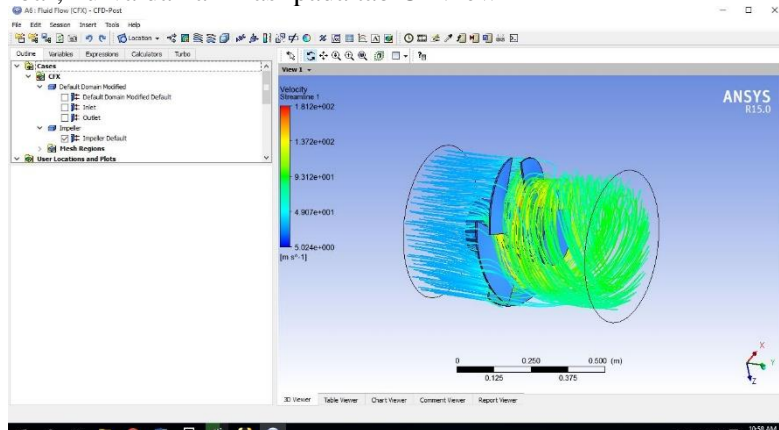 A6 : Fluid Flow (CFX) - CFD-Post
File Edit Session Insert Tools Help
Location
Outline Variables Expressions Calculators Turbo
Cases
CFX
Default Domain Modified
Default Domain Modified Default
Inlet
Outlet
Impeller
Impeller Default
Mesh Regions
User Locations and Plots
View 1
Velocity
Streamline 1
1.812e+002
1.372e+002
9.312e+001
4.907e+001
5.024e+000
[m s^-1]
ANSYS
R15.0
0 0.250 0.500 (m)
0.125 0.375
X
Y
Z
3D Viewer Table Viewer Chart Viewer Comment Viewer Report Viewer
10:58 AM